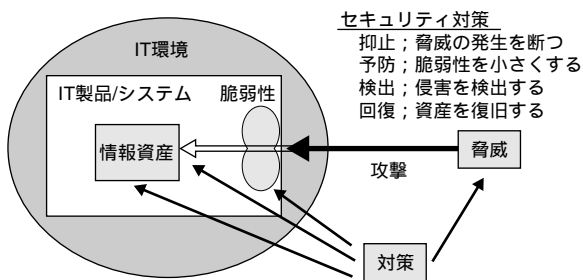 セキュリティ対策
抑止；脅威の発生を断つ
予防；脆弱性を小さくする
検出；侵害を検出する
回復；資産を復旧する
IT環境
IT製品/システム
脆弱性
情報資産
攻撃
脅威
対策